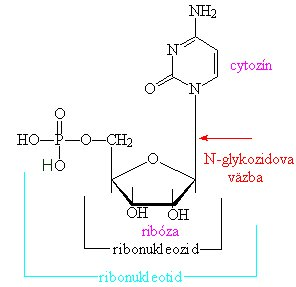 NH2
N
cytozín
O
N
O
HO-P-O-CH2
HO
O
N-glykozidova
väzba
OH OH
ribóza
ribonukleozid
ribonukleotid